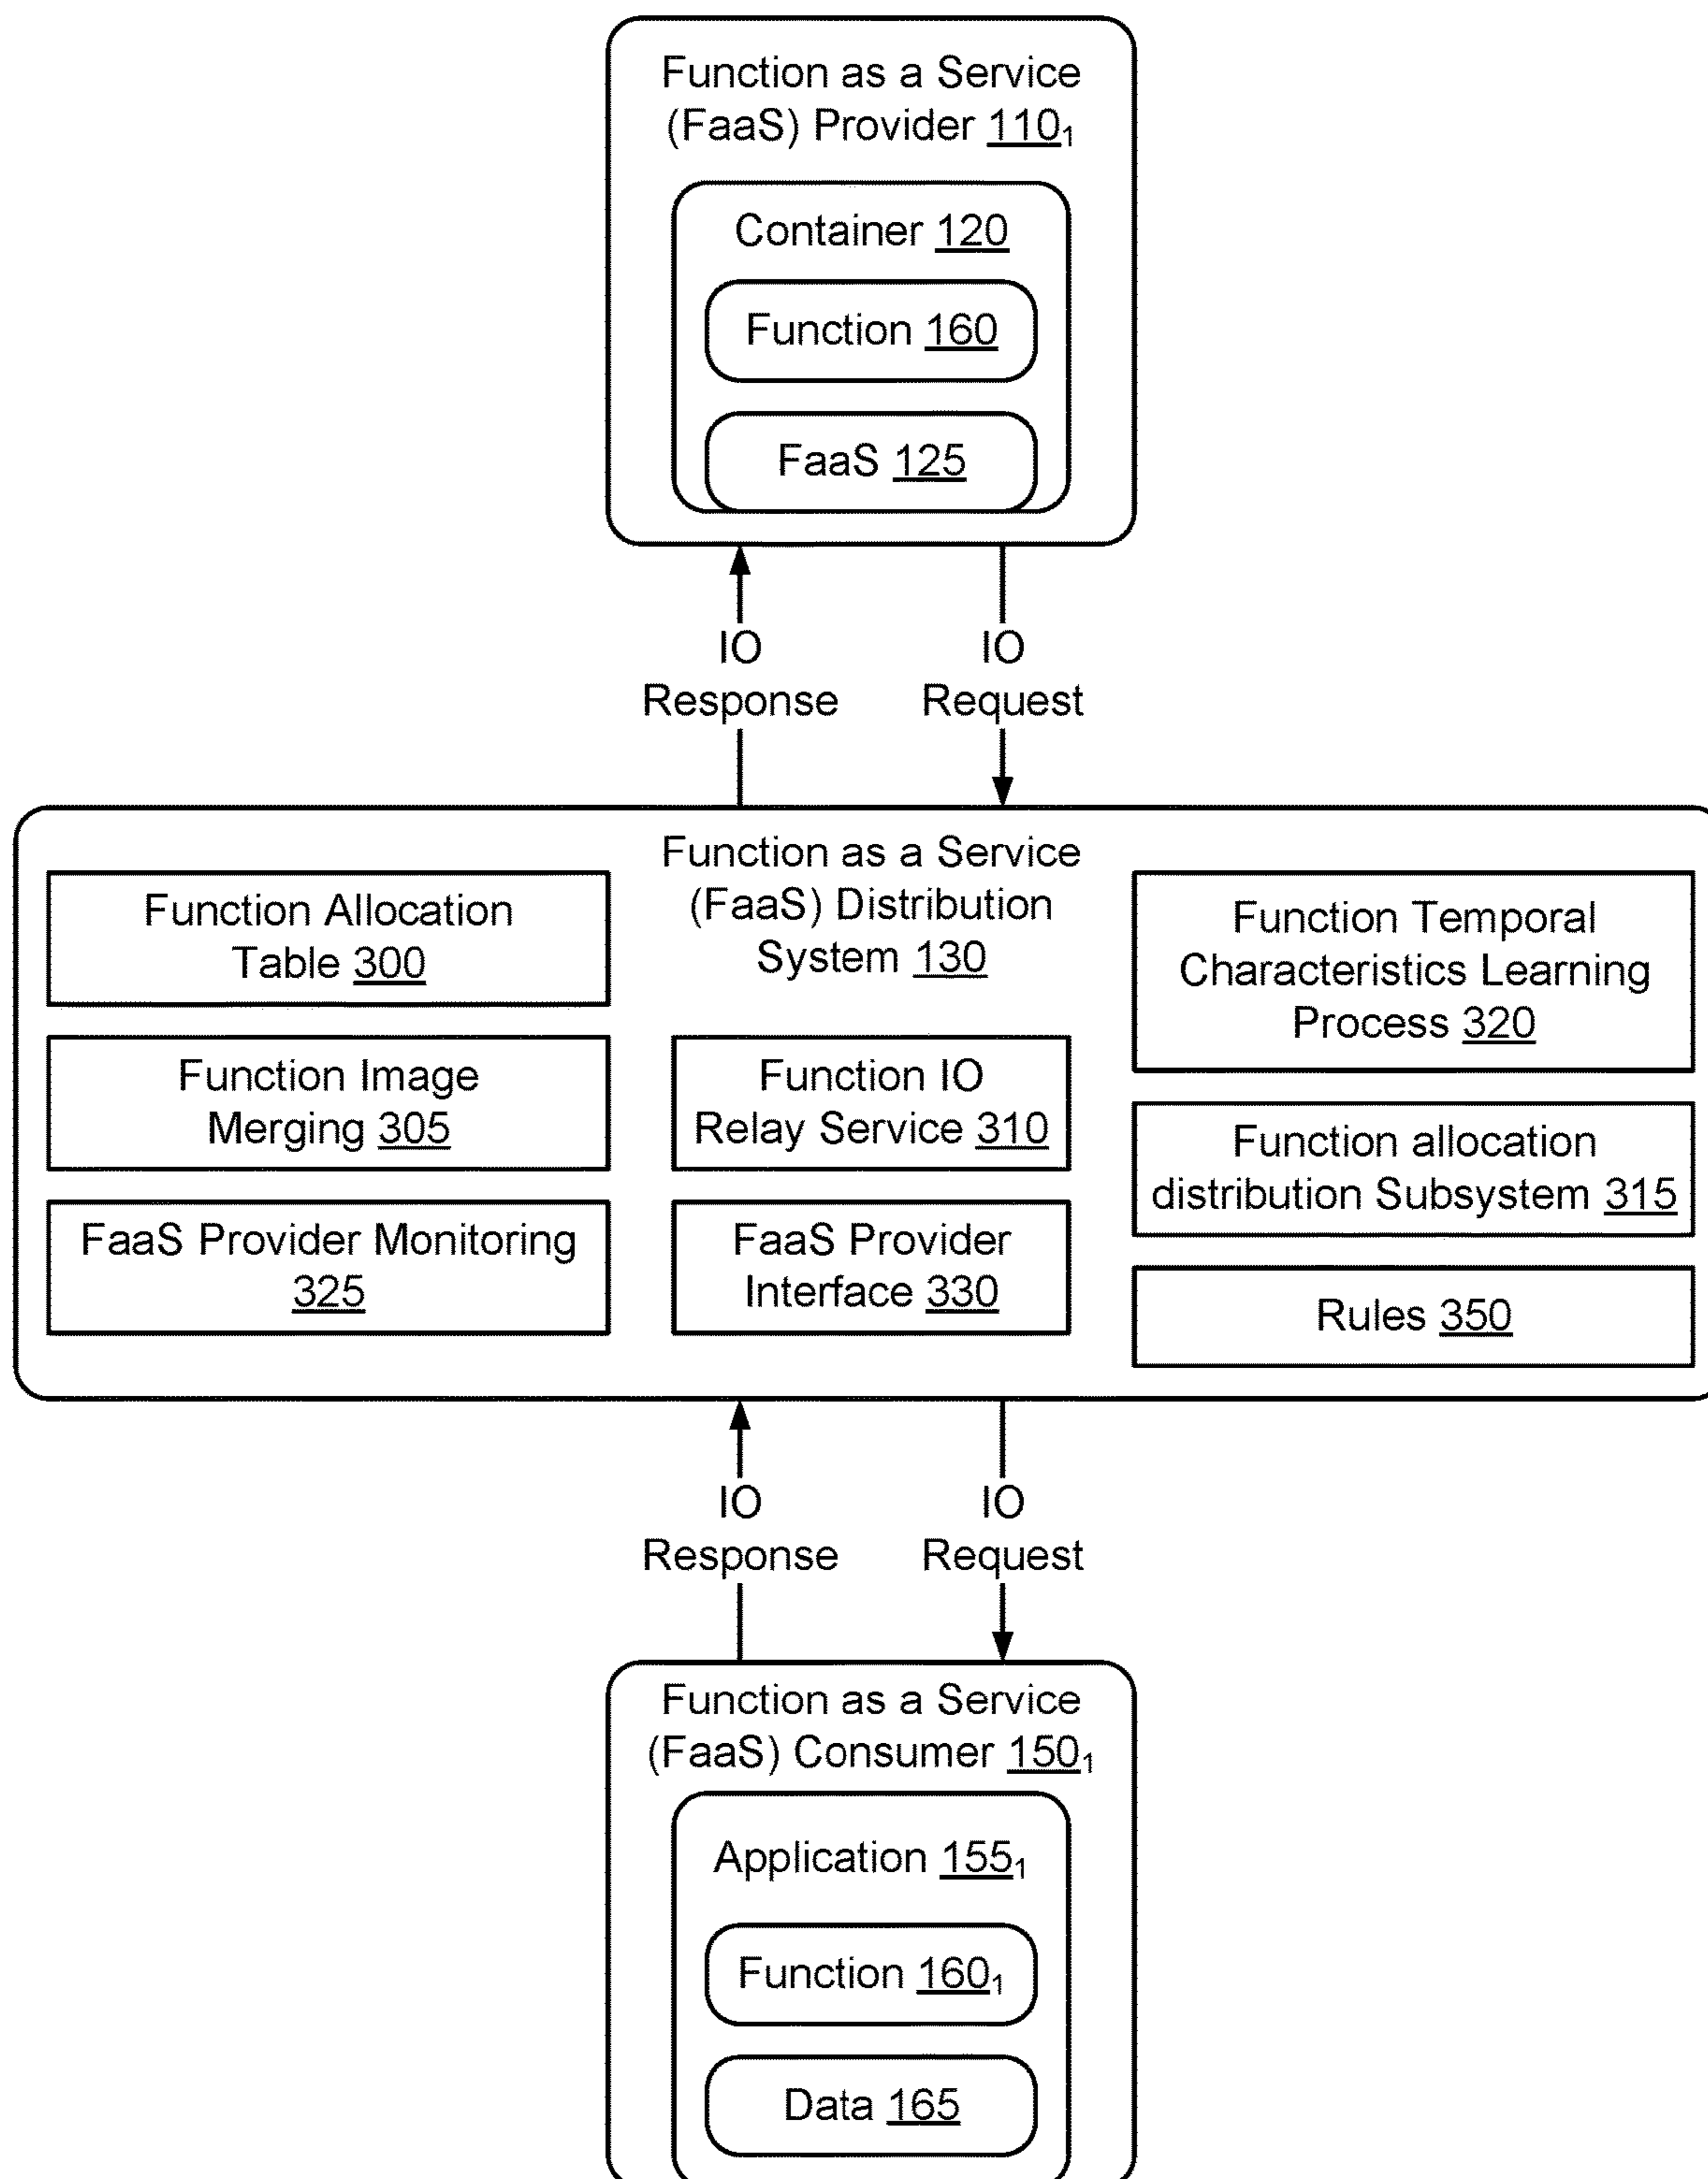 Function as a Service
(FaaS) Provider 110₁
Container 120
Function 160
FaaS 125
IO
Response
IO
Request
Function as a Service
(FaaS) Distribution
System 130
Function Allocation
Table 300
Function Image
Merging 305
FaaS Provider Monitoring
325
Function IO
Relay Service 310
FaaS Provider
Interface 330
Function Temporal
Characteristics Learning
Process 320
Function allocation
distribution Subsystem 315
Rules 350
IO
Response
IO
Request
Function as a Service
(FaaS) Consumer 150₁
Application 155₁
Function 160₁
Data 165